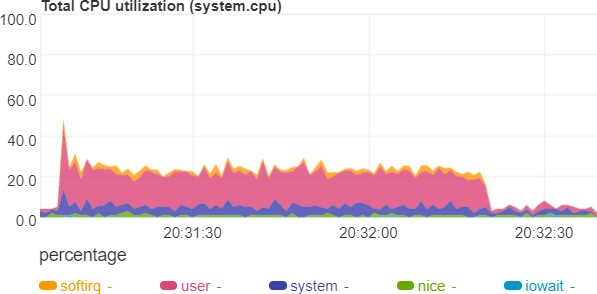 Total CPU utilization (system.cpu)
100.0
80.0
60.0
40.0
20.0
0.0
20:31:30 20:32:00 20:32:30
percentage
softirq - user - system - nice - iowait -